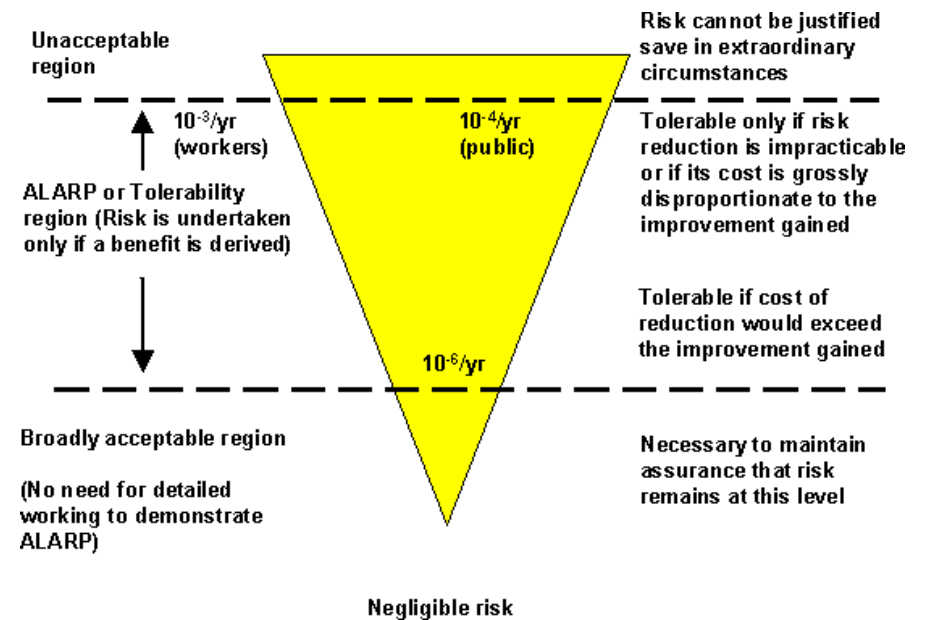 Unacceptable
region
Risk cannot be justified
save in extraordinary
circumstances
10⁻³/yr
(workers)
10⁻⁴/yr
(public)
Tolerable only if risk
reduction is impracticable
or if its cost is grossly
disproportionate to the
improvement gained
ALARP or Tolerability
region (Risk is undertaken
only if a benefit is derived)
Tolerable if cost of
reduction would exceed
the improvement gained
10⁻⁶/yr
Broadly acceptable region
(No need for detailed
working to demonstrate
ALARP)
Necessary to maintain
assurance that risk
remains at this level
Negligible risk